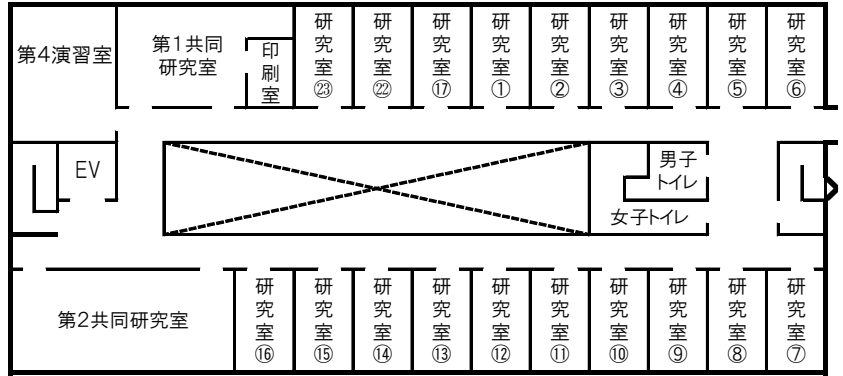 第4演習室
第1共同
研究室
印刷室
研究室㉓
研究室㉒
研究室⑰
研究室①
研究室②
研究室③
研究室④
研究室⑤
研究室⑥
EV
男子
トイレ
女子トイレ
第2共同研究室
研究室⑯
研究室⑮
研究室⑭
研究室⑬
研究室⑫
研究室⑪
研究室⑩
研究室⑨
研究室⑧
研究室⑦